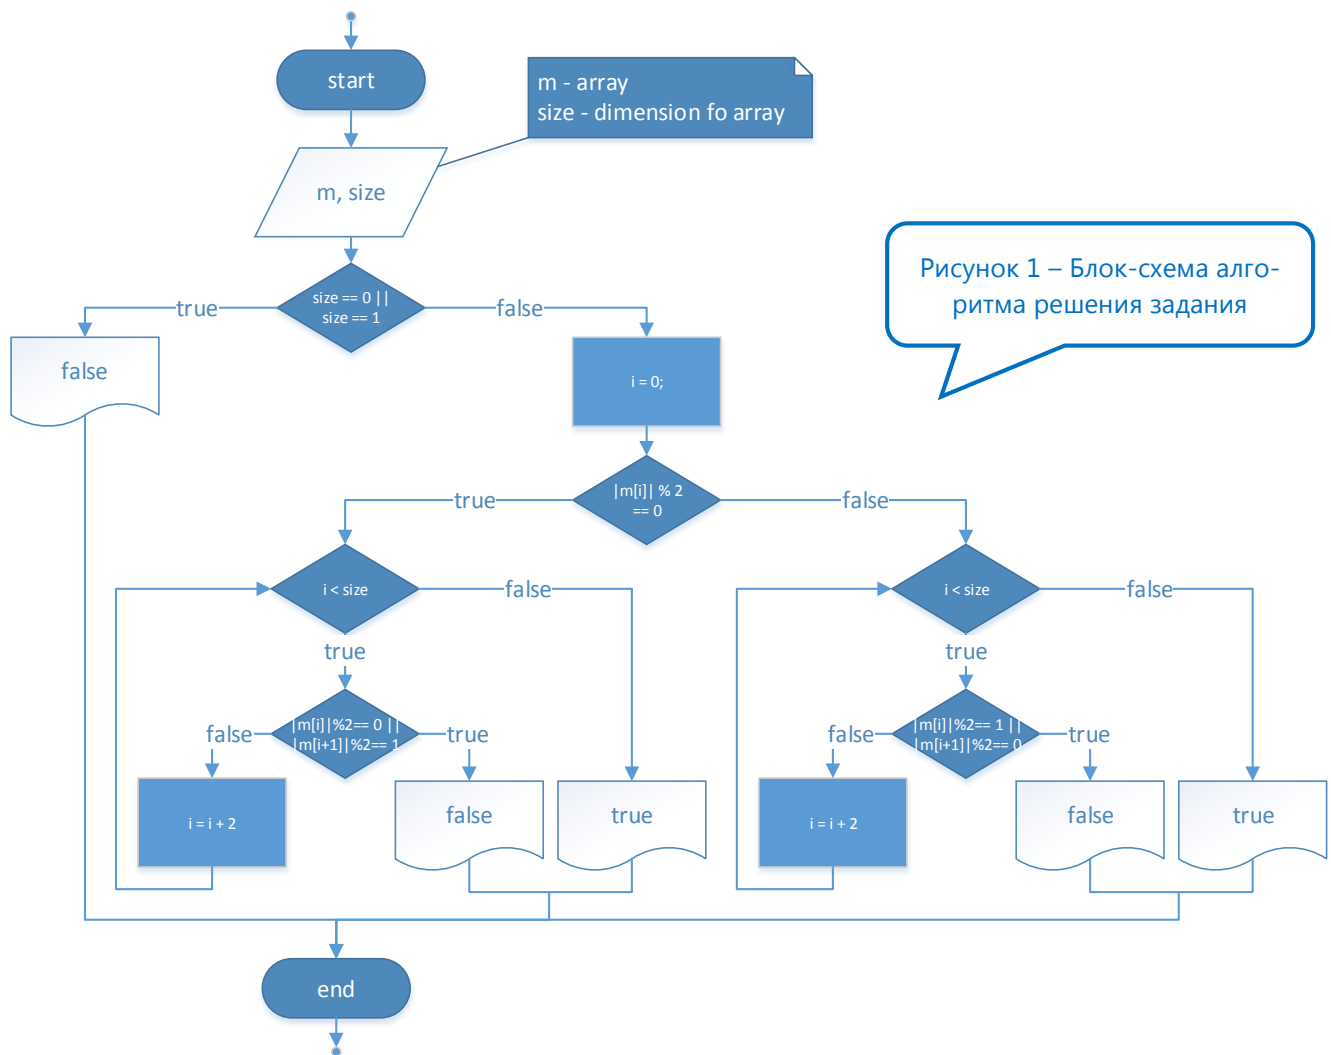 start
m - array
size - dimension fo array
m, size
Рисунок 1 – Блок-схема алго-
ритма решения задания
size == 0 ||
size == 1
true
false
false
i = 0;
|m[i]| % 2
== 0
true
false
i < size
false
i < size
false
true
true
|m[i]|%2== 0 ||
|m[i+1]|%2== 1
false
true
|m[i]|%2== 1 ||
|m[i+1]|%2== 0
false
true
i = i + 2
false
true
i = i + 2
false
true
end